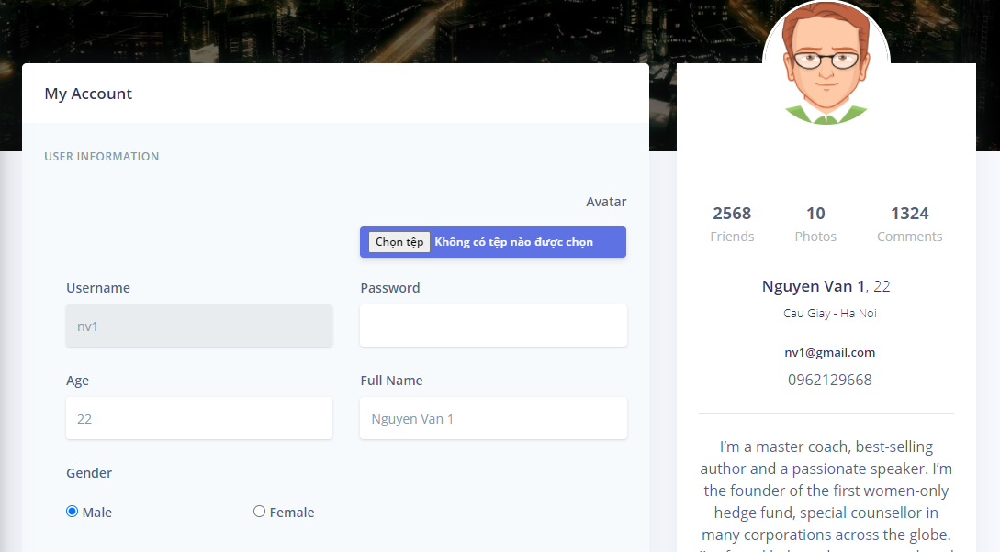 My Account
USER INFORMATION
Avatar
Chọn tệp Không có tệp nào được chọn
Username
Password
nv1
Age
Full Name
22
Nguyen Van 1
Gender
Male
Female
2568 10 1324
Friends Photos Comments
Nguyen Van 1, 22
Cau Giay - Ha Noi
nv1@gmail.com
0962129668
I’m a master coach, best-selling
author and a passionate speaker. I’m
the founder of the first women-only
hedge fund, special counsellor in
many corporations across the globe.